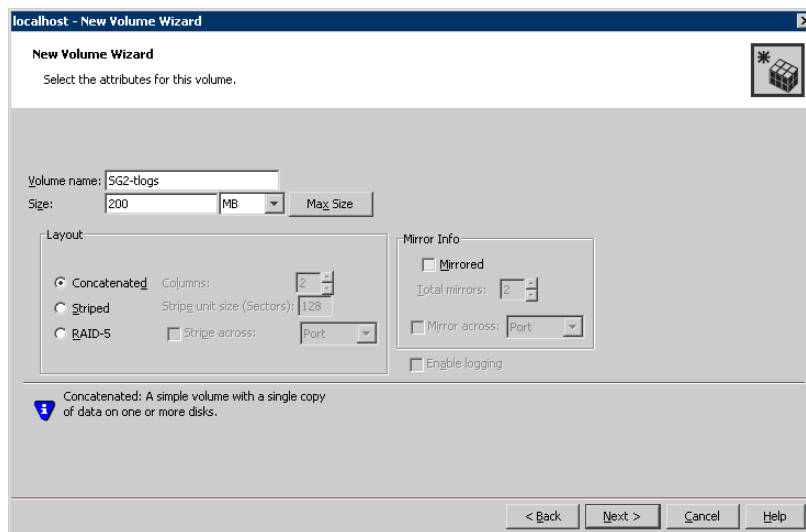 localhost - New Volume Wizard
New Volume Wizard
Select the attributes for this volume.
Volume name: SG2-tlogs
Size: 200 MB Max Size
Layout
Concatenated Columns: 2
Striped Stripe unit size (Sectors): 128
RAID-5 Stripe across: Port
Mirror Info
Mirrored
Total mirrors: 2
Mirror across: Port
Enable logging
Concatenated: A simple volume with a single copy
of data on one or more disks.
< Back Next > Cancel Help